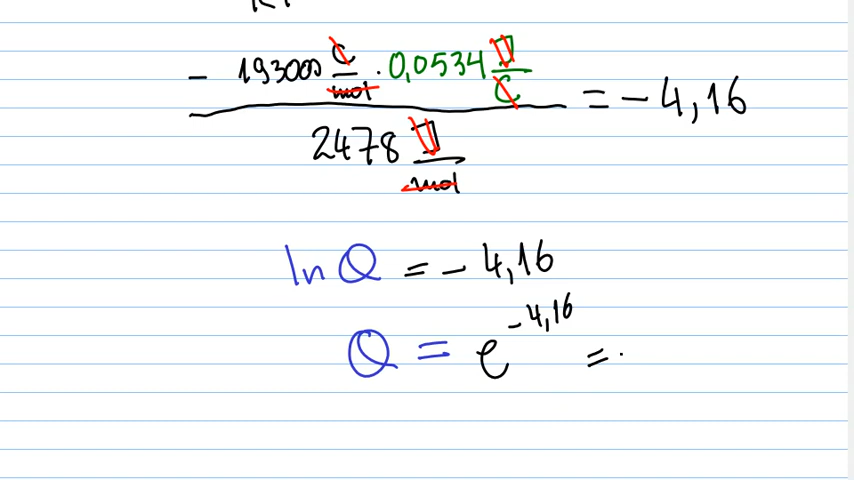 - 193000 C/mol · 0,0534 J/C
= - 4,16
2478 J/mol
ln Q = - 4,16
Q = e^-4,16 =